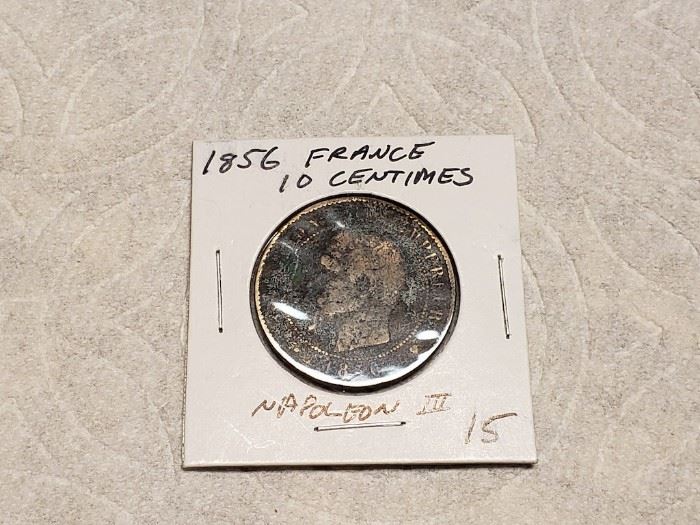 1856 FRANCE
10 CENTIMES
NAPOLEON III
15